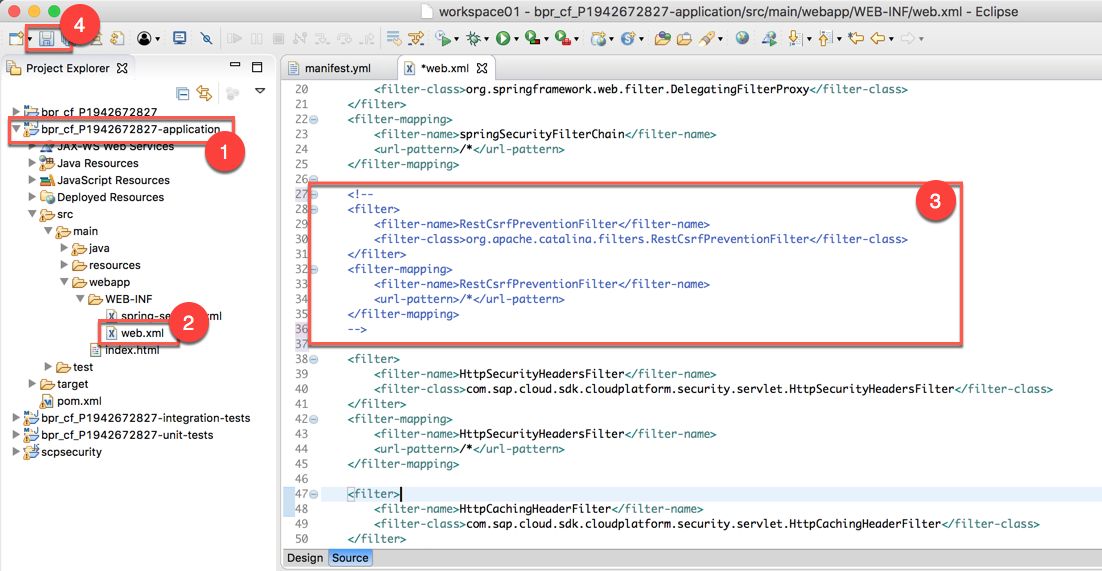 workspace01 - bpr_cf_P1942672827-application/src/main/webapp/WEB-INF/web.xml - Eclipse
4
Project Explorer
bpr_cf_P1942672827
bpr_cf_P1942672827-application
1
JAX-WS Web Services
Java Resources
JavaScript Resources
Deployed Resources
src
main
java
resources
webapp
WEB-INF
xml
2
web.xml
index.html
test
target
pom.xml
bpr_cf_P1942672827-integration-tests
bpr_cf_P1942672827-unit-tests
scpsecurity
manifest.yml
*web.xml
20 <filter-class>org.springframework.web.filter.DelegatingFilterProxy</filter-class>
21 </filter>
22 <filter-mapping>
23 <filter-name>springSecurityFilterChain</filter-name>
24 <url-pattern>/*</url-pattern>
25 </filter-mapping>
26
27 <!--
3
28 <filter>
29 <filter-name>RestCsrfPreventionFilter</filter-name>
30 <filter-class>org.apache.catalina.filters.RestCsrfPreventionFilter</filter-class>
31 </filter>
32 <filter-mapping>
33 <filter-name>RestCsrfPreventionFilter</filter-name>
34 <url-pattern>/*</url-pattern>
35 </filter-mapping>
36 -->
37
38 <filter>
39 <filter-name>HttpSecurityHeadersFilter</filter-name>
40 <filter-class>com.sap.cloud.sdk.cloudplatform.security.servlet.HttpSecurityHeadersFilter</filter-class>
41 </filter>
42 <filter-mapping>
43 <filter-name>HttpSecurityHeadersFilter</filter-name>
44 <url-pattern>/*</url-pattern>
45 </filter-mapping>
46
47 <filter>
48 <filter-name>HttpCachingHeaderFilter</filter-name>
49 <filter-class>com.sap.cloud.sdk.cloudplatform.security.servlet.HttpCachingHeaderFilter</filter-class>
50 </filter>
Design Source